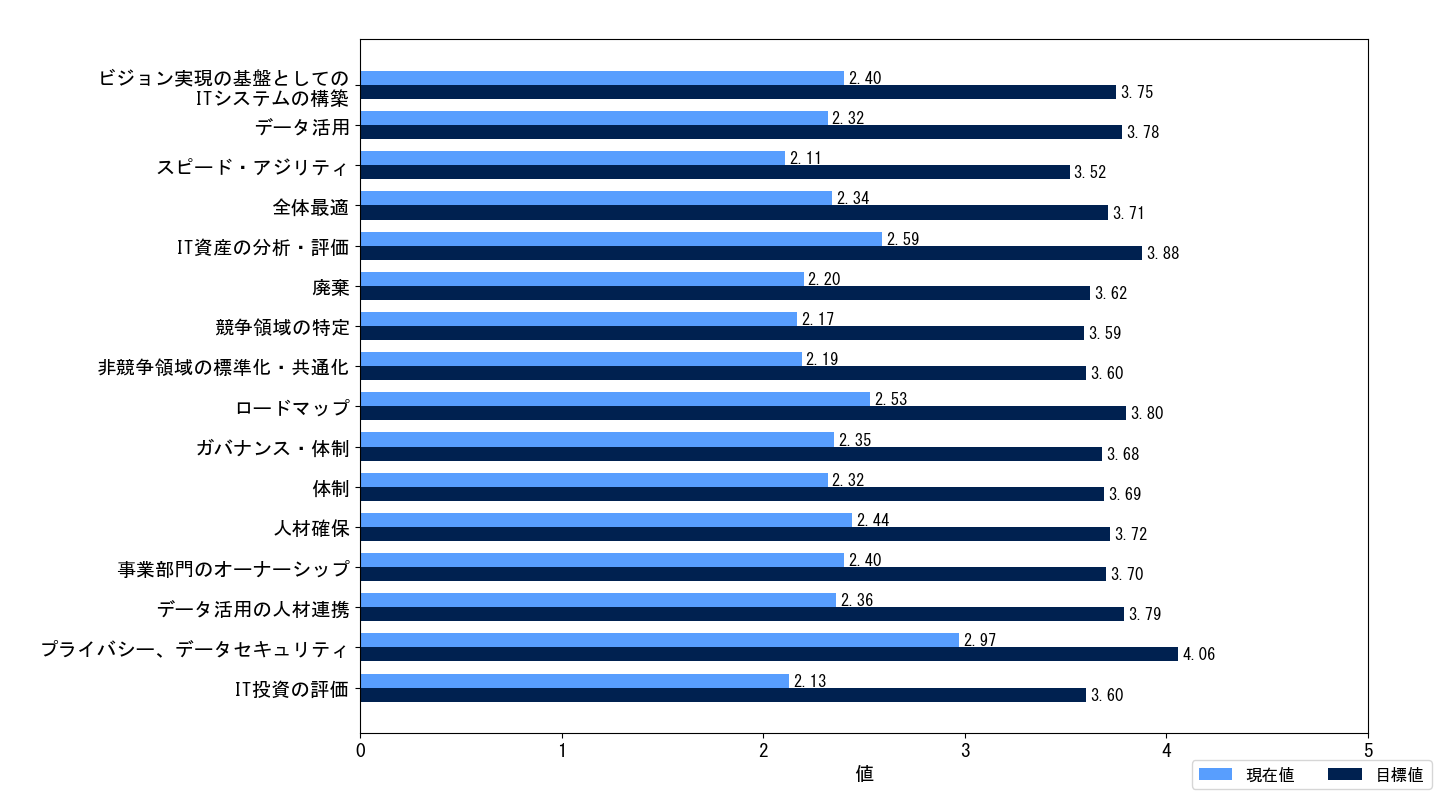 ビジョン実現の基盤としての
ITシステムの構築
2.40
3.75
データ活用
2.32
3.78
スピード・アジリティ
2.11
3.52
全体最適
2.34
3.71
IT資産の分析・評価
2.59
3.88
廃棄
2.20
3.62
競争領域の特定
2.17
3.59
非競争領域の標準化・共通化
2.19
3.60
ロードマップ
2.53
3.80
ガバナンス・体制
2.35
3.68
体制
2.32
3.69
人材確保
2.44
3.72
事業部門のオーナーシップ
2.40
3.70
データ活用の人材連携
2.36
3.79
プライバシー、データセキュリティ
2.97
4.06
IT投資の評価
2.13
3.60
0 1 2 3 4 5
値
現在値 目標値